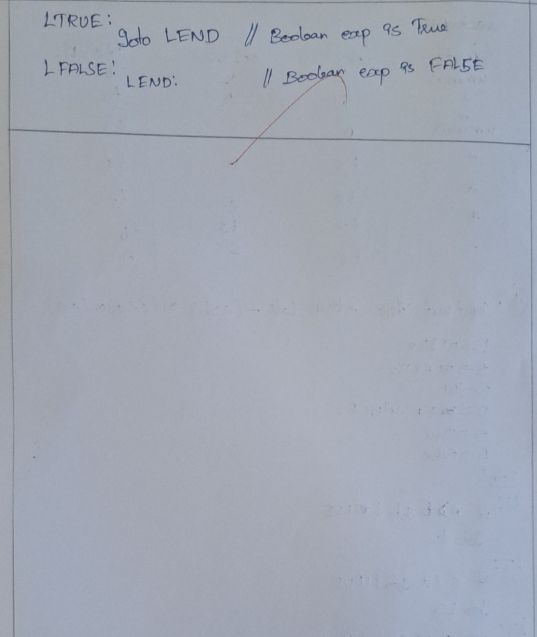 LTRUE:
goto LEND // Boolean exp is True
LFALSE:
LEND: // Boolean exp is FALSE